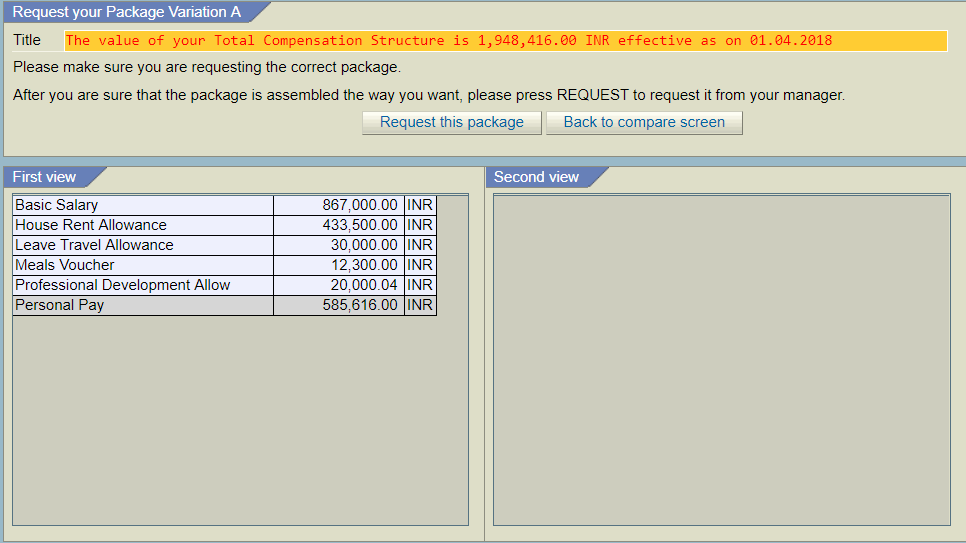 Request your Package Variation A
Title The value of your Total Compensation Structure is 1,948,416.00 INR effective as on 01.04.2018
Please make sure you are requesting the correct package.
After you are sure that the package is assembled the way you want, please press REQUEST to request it from your manager.
Request this package Back to compare screen
First view
Basic Salary 867,000.00 INR
House Rent Allowance 433,500.00 INR
Leave Travel Allowance 30,000.00 INR
Meals Voucher 12,300.00 INR
Professional Development Allow 20,000.04 INR
Personal Pay 585,616.00 INR
Second view